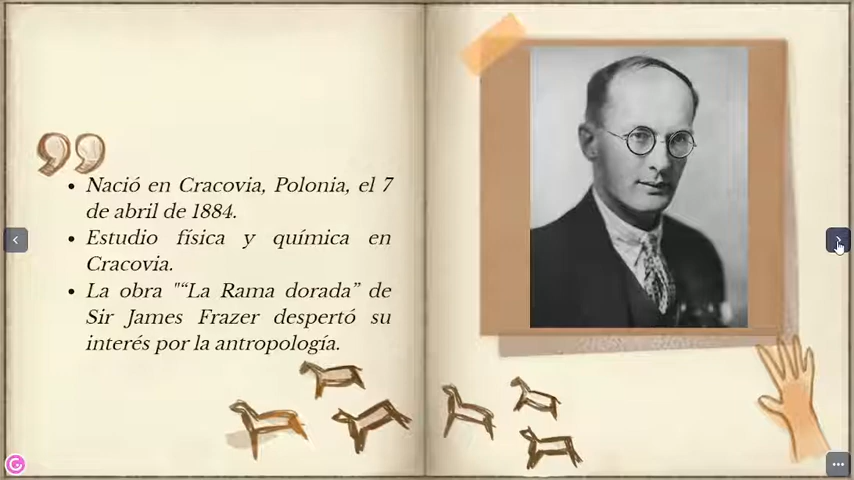 Nació en Cracovia, Polonia, el 7
de abril de 1884.
Estudio física y química en
Cracovia.
La obra "“La Rama dorada” de
Sir James Frazer despertó su
interés por la antropología.